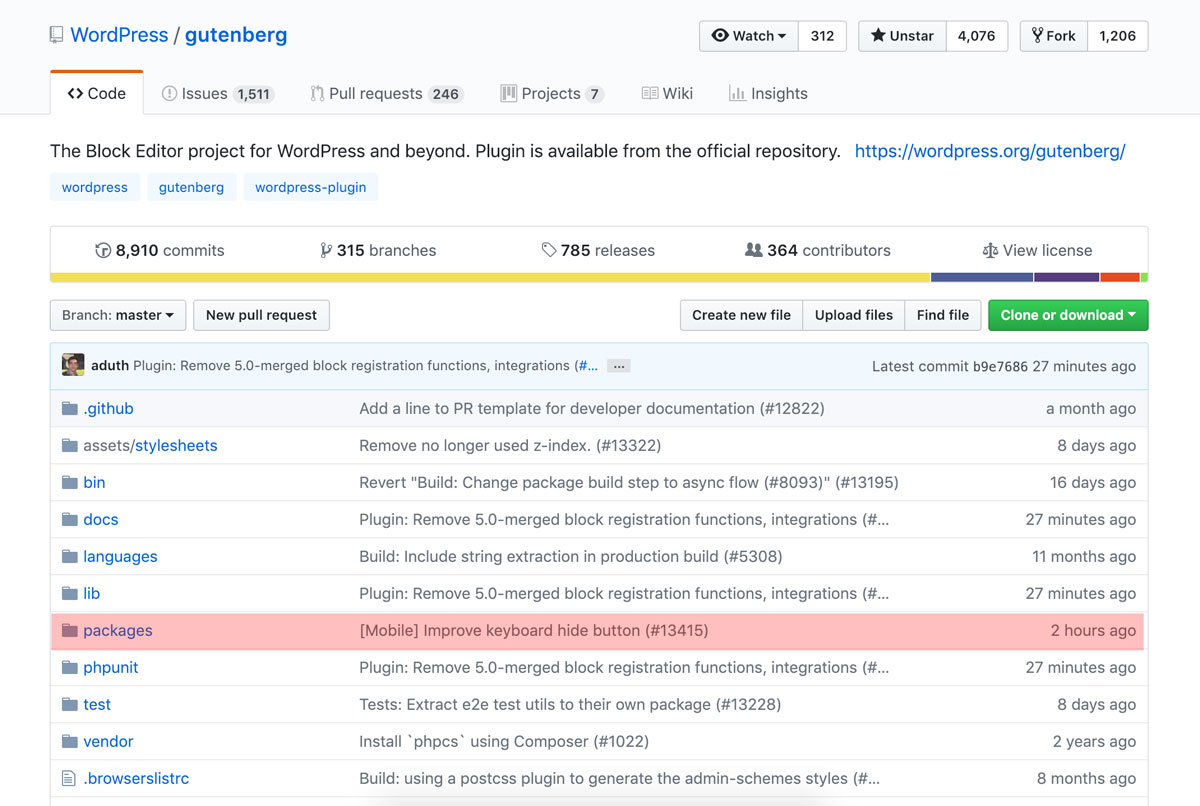 WordPress / gutenberg Watch 312 Unstar 4,076 Fork 1,206
Code Issues 1,511 Pull requests 246 Projects 7 Wiki Insights
The Block Editor project for WordPress and beyond. Plugin is available from the official repository. https://wordpress.org/gutenberg/
wordpress gutenberg wordpress-plugin
8,910 commits 315 branches 785 releases 364 contributors View license
Branch: master New pull request Create new file Upload files Find file Clone or download
aduth Plugin: Remove 5.0-merged block registration functions, integrations (#... ... Latest commit b9e7686 27 minutes ago
.github Add a line to PR template for developer documentation (#12822) a month ago
assets/stylesheets Remove no longer used z-index. (#13322) 8 days ago
bin Revert "Build: Change package build step to async flow (#8093)" (#13195) 16 days ago
docs Plugin: Remove 5.0-merged block registration functions, integrations (#... 27 minutes ago
languages Build: Include string extraction in production build (#5308) 11 months ago
lib Plugin: Remove 5.0-merged block registration functions, integrations (#... 27 minutes ago
packages [Mobile] Improve keyboard hide button (#13415) 2 hours ago
phpunit Plugin: Remove 5.0-merged block registration functions, integrations (#... 27 minutes ago
test Tests: Extract e2e test utils to their own package (#13228) 8 days ago
vendor Install `phpcs` using Composer (#1022) 2 years ago
.browserslistrc Build: using a postcss plugin to generate the admin-schemes styles (#... 8 months ago